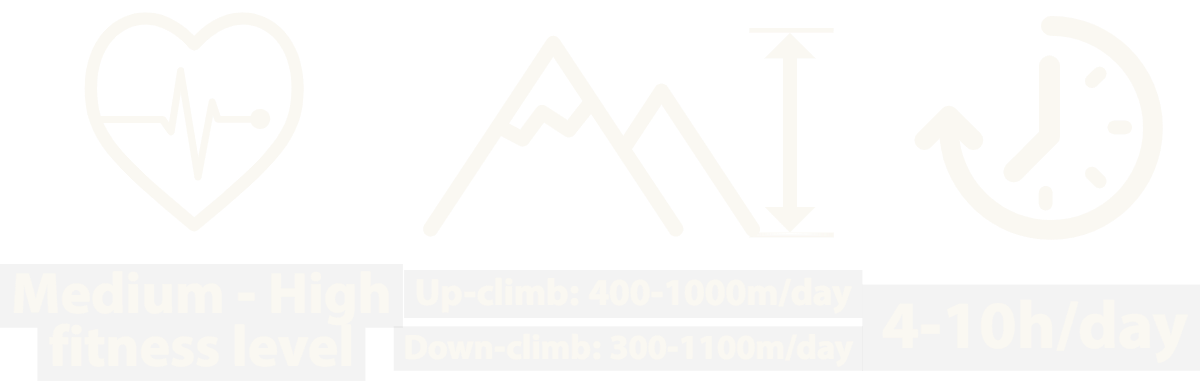 Medium - High
fitness level
Up-climb: 400-1000m/day
Down-climb: 300-1100m/day
4-10h/day